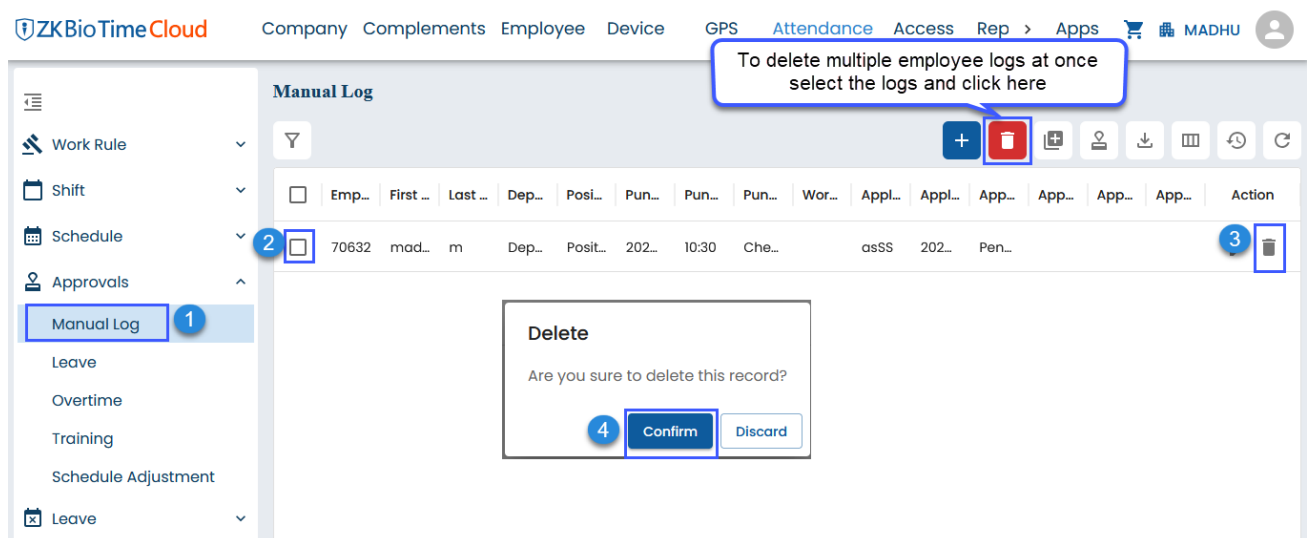 ZKBioTime Cloud
Company Complements Employee Device GPS Attendance Access Rep > Apps MADHU
To delete multiple employee logs at once
select the logs and click here
Manual Log
Work Rule
Shift
Schedule
Approvals
Manual Log
1
Leave
Overtime
Training
Schedule Adjustment
Leave
Emp... First ... Last ... Dep... Posi... Pun... Pun... Pun... Wor... Appl... Appl... App... App... App... App... Action
2 70632 mad... m Dep... Posit... 202... 10:30 Che... asSS 202... Pen... 3
Delete
Are you sure to delete this record?
4 Confirm Discard